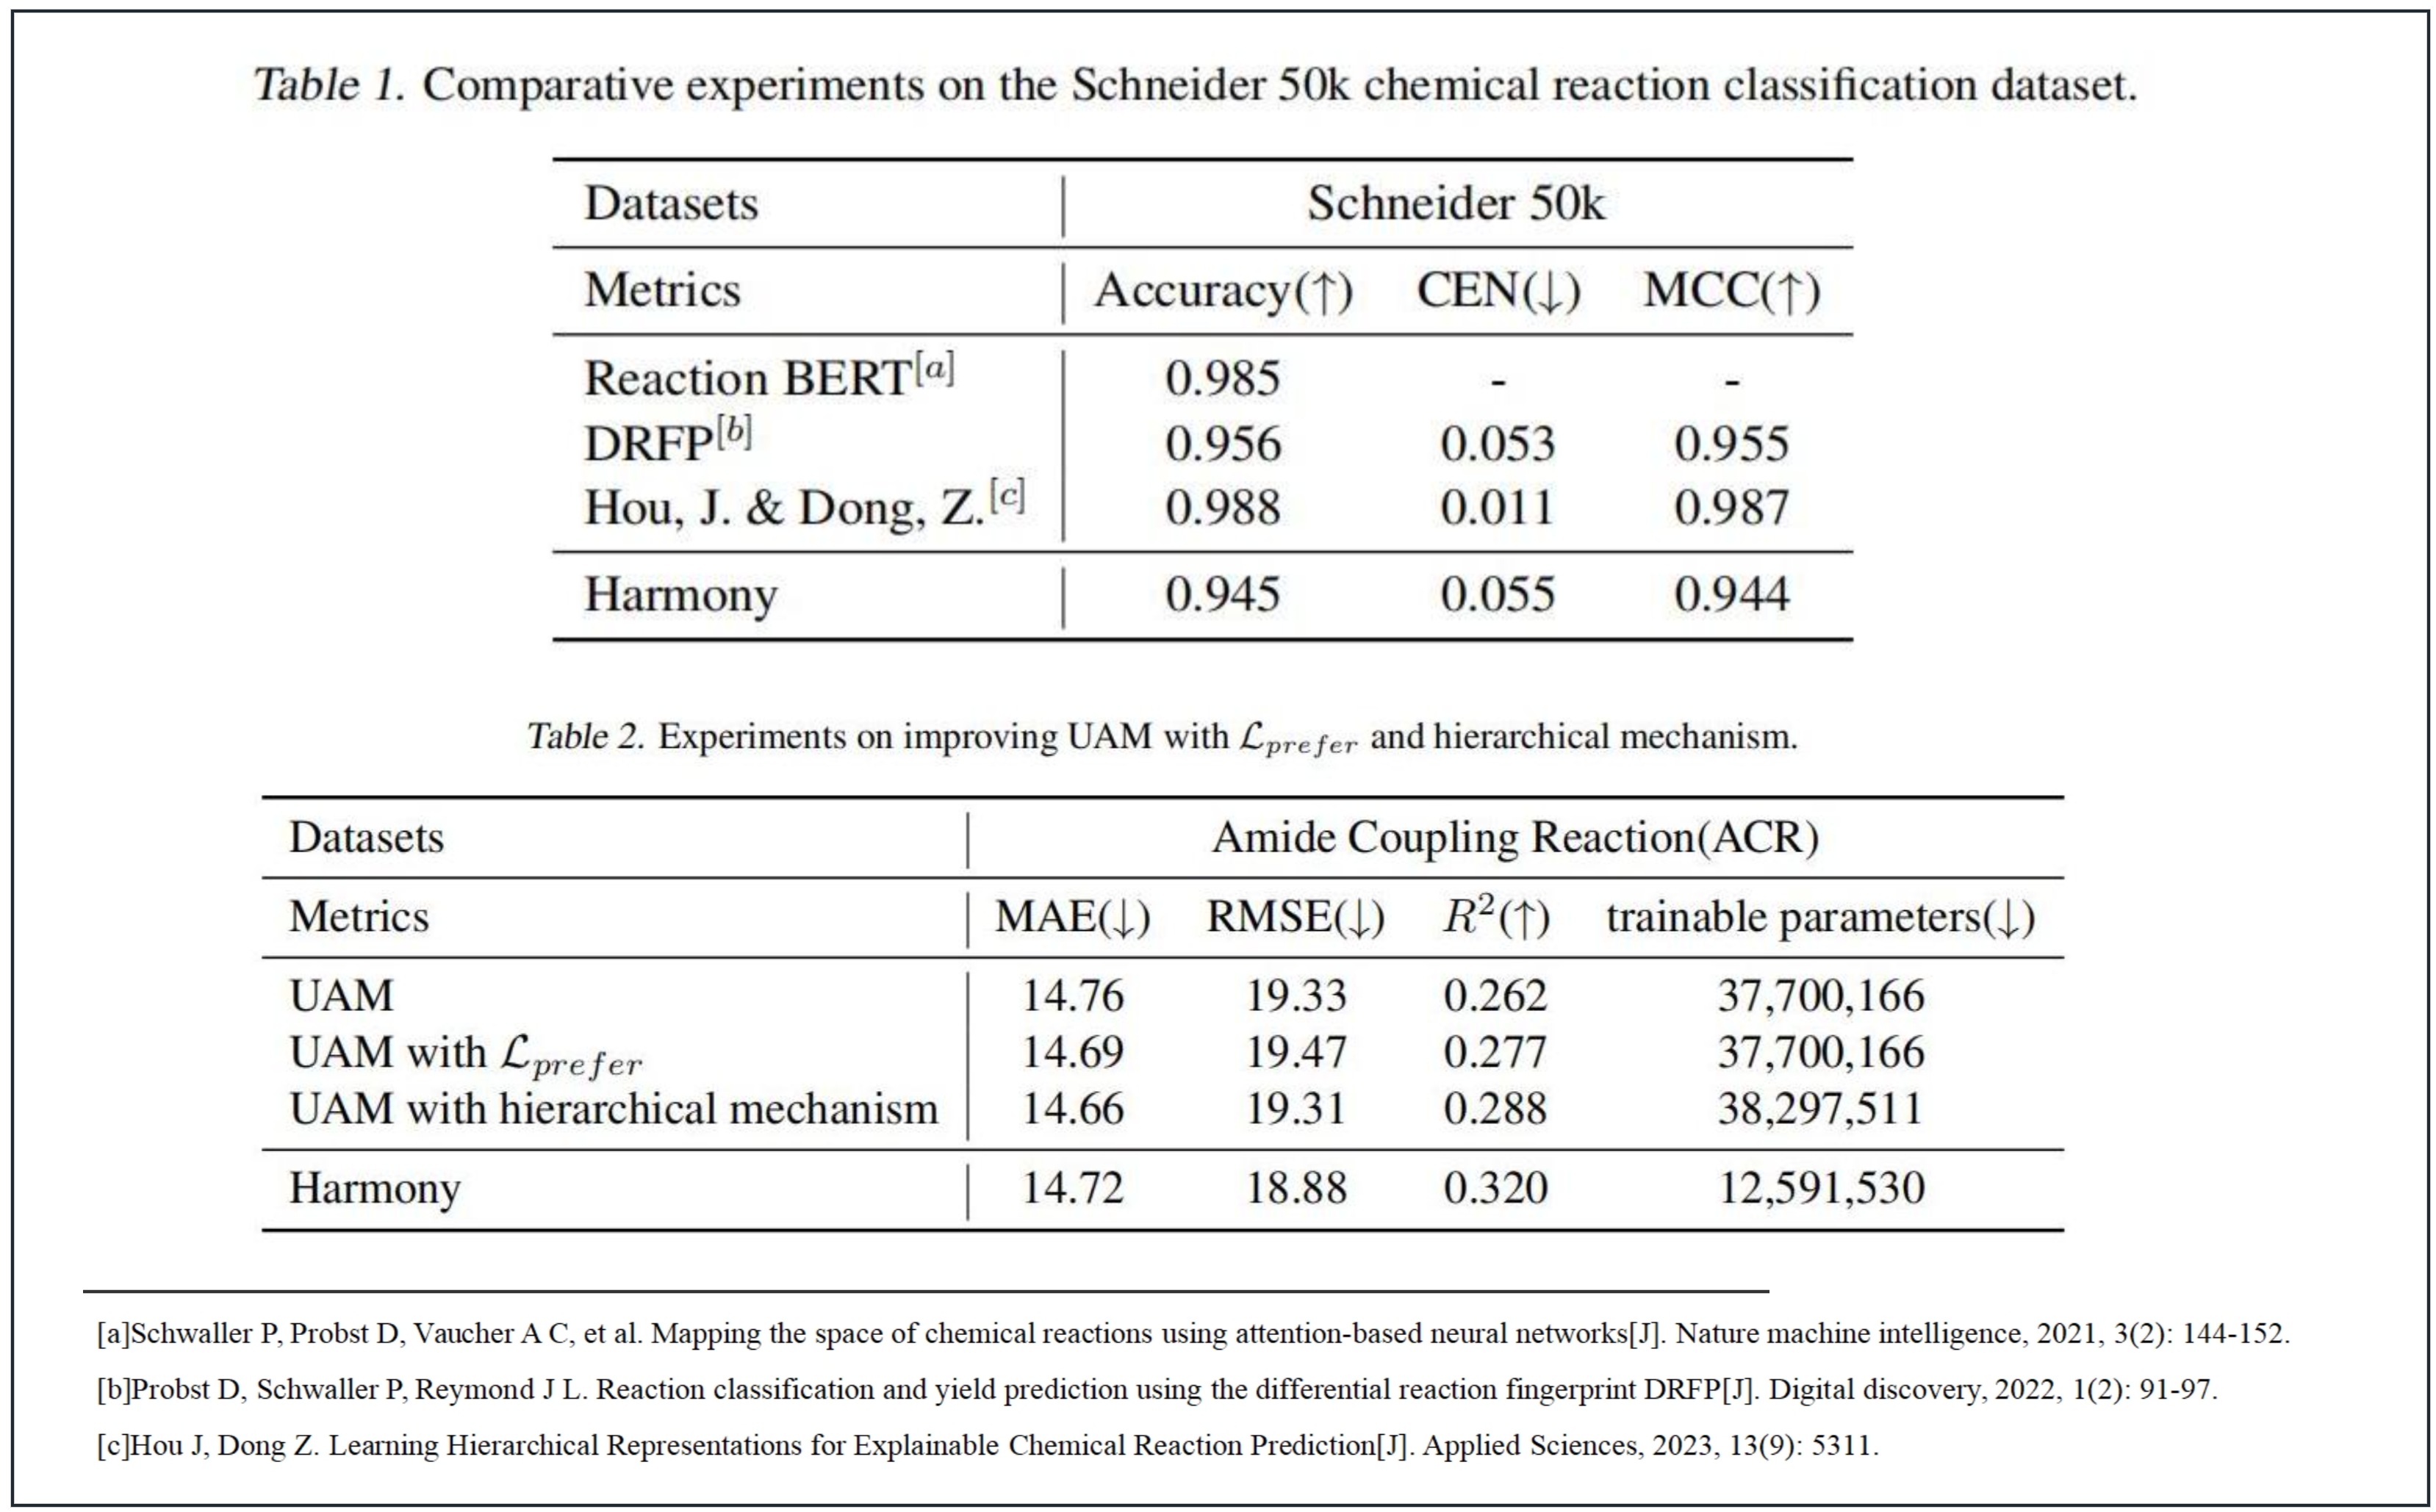 Table 1. Comparative experiments on the Schneider 50k chemical reaction classification dataset.
Datasets Schneider 50k
Metrics Accuracy(↑) CEN(↓) MCC(↑)
Reaction BERT[a] 0.985 - -
DRFP[b] 0.956 0.053 0.955
Hou, J. & Dong, Z.[c] 0.988 0.011 0.987
Harmony 0.945 0.055 0.944
Table 2. Experiments on improving UAM with ℒprefer and hierarchical mechanism.
Datasets Amide Coupling Reaction(ACR)
Metrics MAE(↓) RMSE(↓) R²(↑) trainable parameters(↓)
UAM 14.76 19.33 0.262 37,700,166
UAM with ℒprefer 14.69 19.47 0.277 37,700,166
UAM with hierarchical mechanism 14.66 19.31 0.288 38,297,511
Harmony 14.72 18.88 0.320 12,591,530
[a]Schwaller P, Probst D, Vaucher A C, et al. Mapping the space of chemical reactions using attention-based neural networks[J]. Nature machine intelligence, 2021, 3(2): 144-152.
[b]Probst D, Schwaller P, Reymond J L. Reaction classification and yield prediction using the differential reaction fingerprint DRFP[J]. Digital discovery, 2022, 1(2): 91-97.
[c]Hou J, Dong Z. Learning Hierarchical Representations for Explainable Chemical Reaction Prediction[J]. Applied Sciences, 2023, 13(9): 5311.